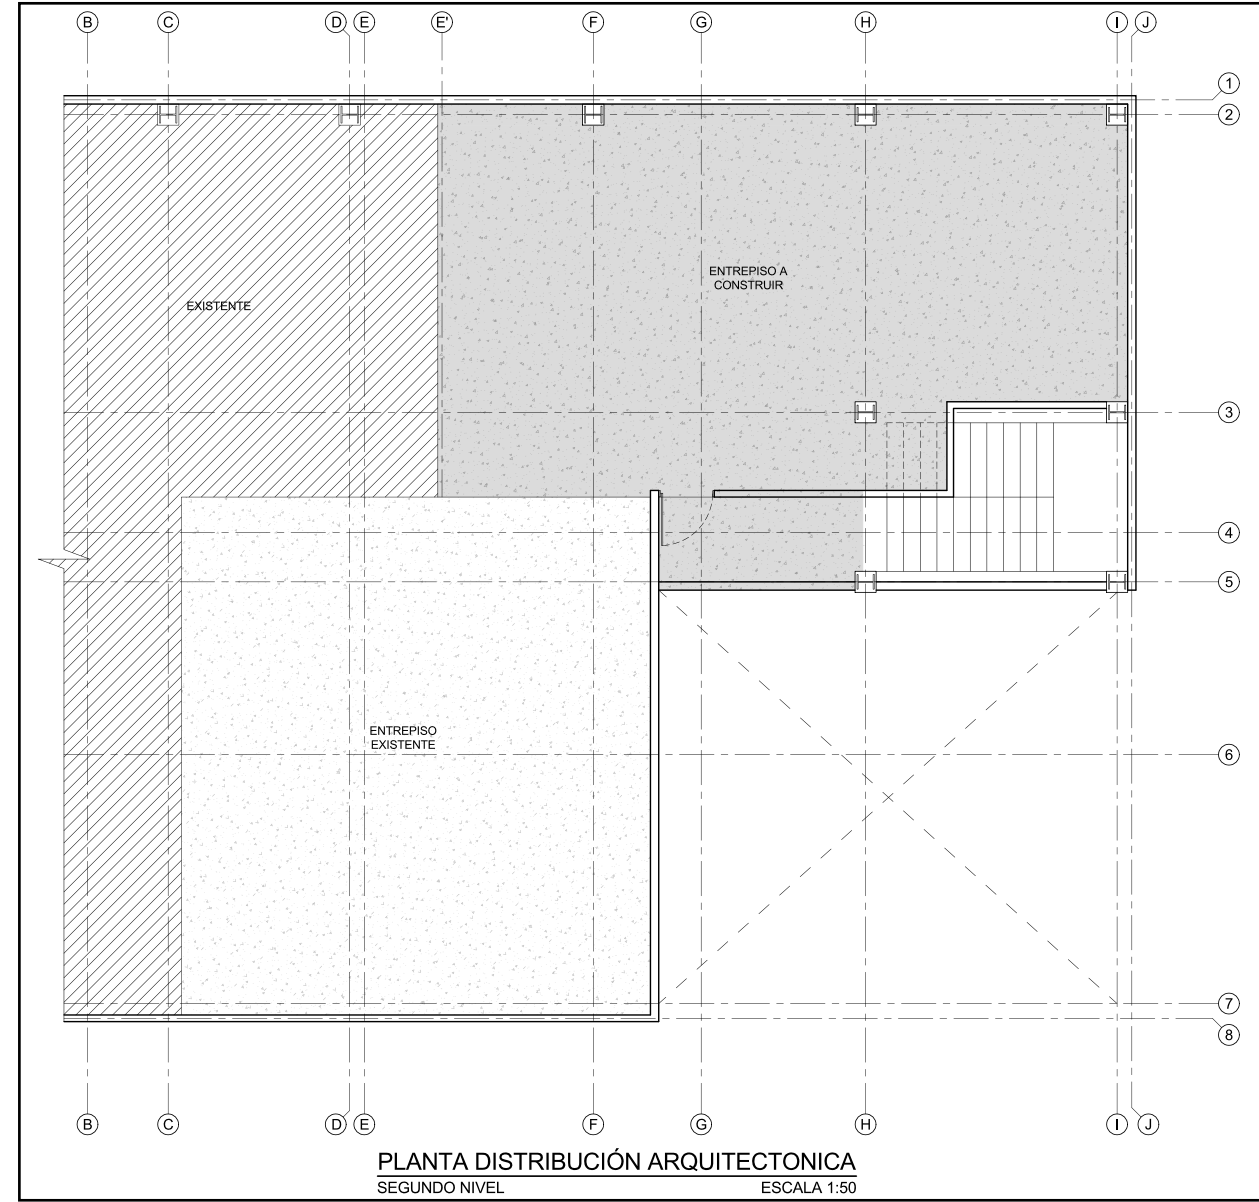 B C D E E' F G H I J
1
2
ENTREPISO A
CONSTRUIR
EXISTENTE
3
4
5
ENTREPISO
EXISTENTE
6
7
8
B C D E F G H I J
PLANTA DISTRIBUCIÓN ARQUITECTONICA
SEGUNDO NIVEL ESCALA 1:50